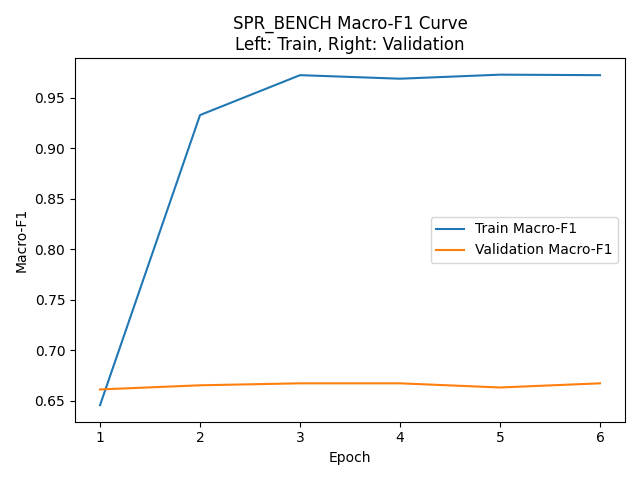 SPR_BENCH Macro-F1 Curve
Left: Train, Right: Validation
Macro-F1
0.95
0.90
0.85
0.80
0.75
0.70
0.65
Train Macro-F1
Validation Macro-F1
1 2 3 4 5 6
Epoch